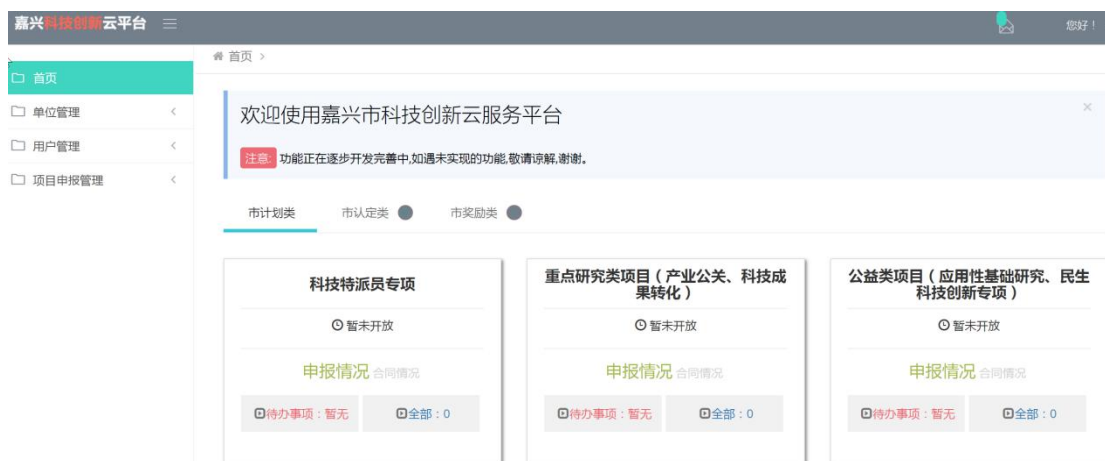 嘉兴科技创新云平台
您好！
首页 >
首页
单位管理
用户管理
项目申报管理
欢迎使用嘉兴市科技创新云服务平台
×
注意: 功能正在逐步开发完善中,如遇未实现的功能,敬请谅解,谢谢。
市计划类 市认定类 市奖励类
科技特派员专项
暂未开放
申报情况 合同情况
待办事项：暂无 全部：0
重点研究类项目（产业公关、科技成
果转化）
暂未开放
申报情况 合同情况
待办事项：暂无 全部：0
公益类项目（应用性基础研究、民生
科技创新专项）
暂未开放
申报情况 合同情况
待办事项：暂无 全部：0